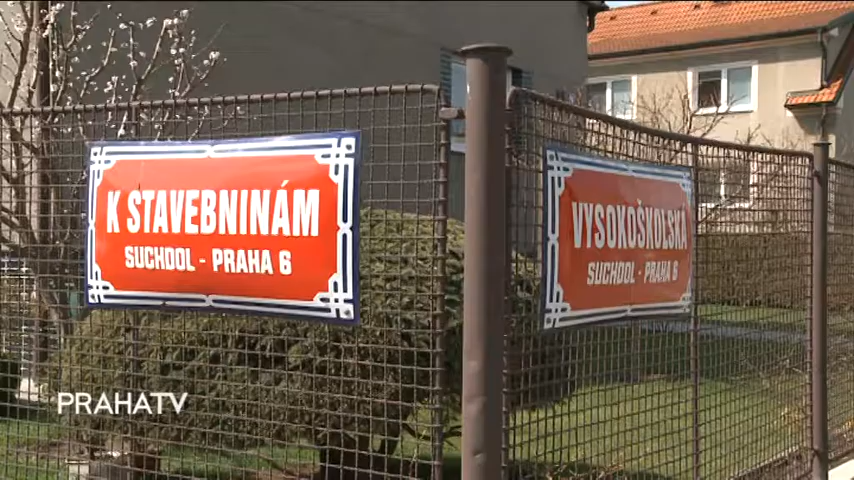 K STAVEBNINÁM
SUCHDOL - PRAHA 6
VYSOKOŠKOLSKÁ
SUCHDOL - PRAHA 6
PRAHATV